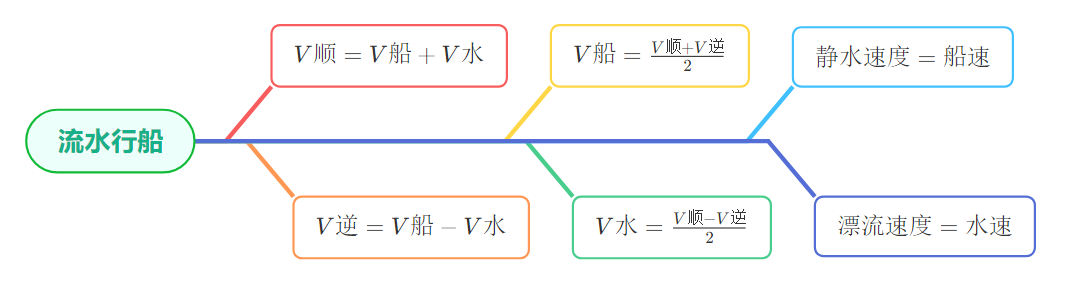 流水行船
V顺 = V船 + V水
V船 = \frac{V顺+V逆}{2}
静水速度 = 船速
V逆 = V船 − V水
V水 = \frac{V顺−V逆}{2}
漂流速度 = 水速